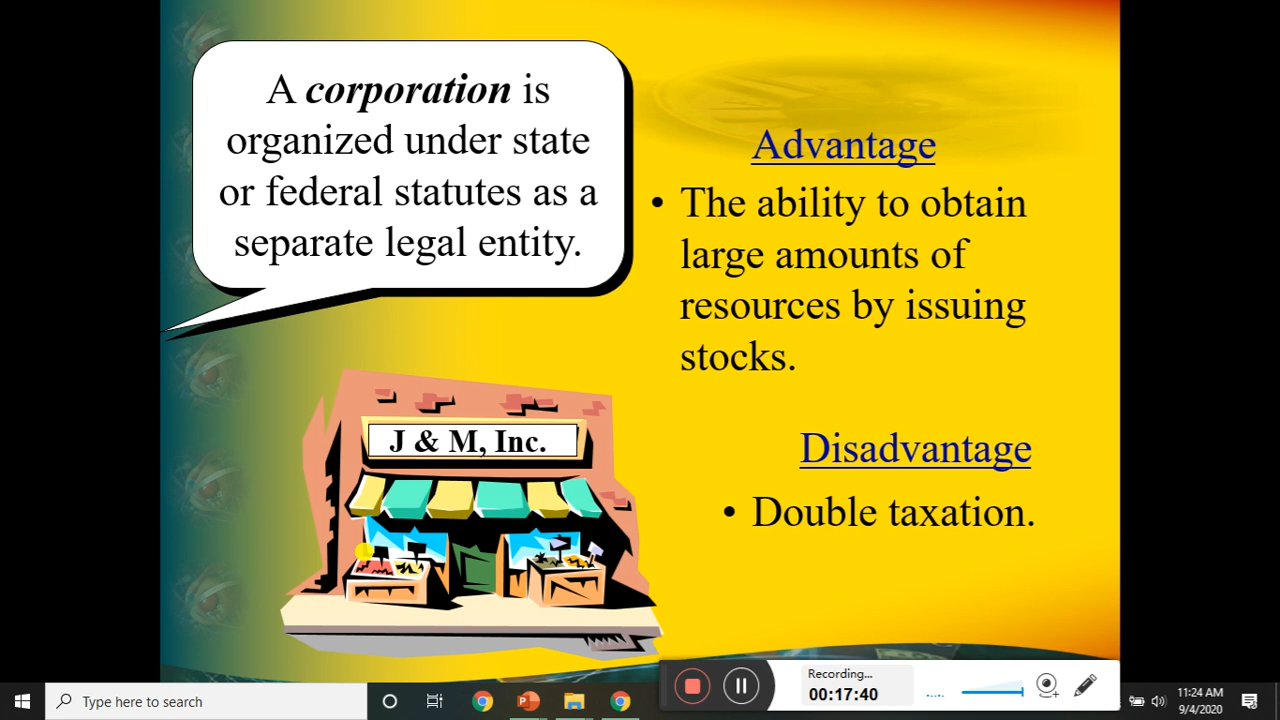 A corporation is
organized under state
or federal statutes as a
separate legal entity.
Advantage
• The ability to obtain
large amounts of
resources by issuing
stocks.
J & M, Inc.
Disadvantage
• Double taxation.
Recording...
00:17:40
Type here to search
11:24 AM
9/4/2020